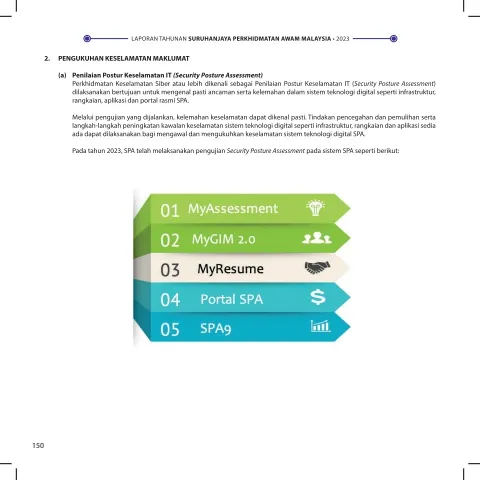 LAPORAN TAHUNAN SURUHANJAYA PERKHIDMATAN AWAM MALAYSIA • 2023
2. PENGUKUHAN KESELAMATAN MAKLUMAT
(a) Penilaian Postur Keselamatan IT (Security Posture Assessment)
Perkhidmatan Keselamatan Siber atau lebih dikenali sebagai Penilaian Postur Keselamatan IT (Security Posture Assessment)
dilaksanakan bertujuan untuk mengenal pasti ancaman serta kelemahan dalam sistem teknologi digital seperti infrastruktur,
rangkaian, aplikasi dan portal rasmi SPA.
Melalui pengujian yang dijalankan, kelemahan keselamatan dapat dikenal pasti. Tindakan pencegahan dan pemulihan serta
langkah-langkah peningkatan kawalan keselamatan sistem teknologi digital seperti infrastruktur, rangkaian dan aplikasi sedia
ada dapat dilaksanakan bagi mengawal dan mengukuhkan keselamatan sistem teknologi digital SPA.
Pada tahun 2023, SPA telah melaksanakan pengujian Security Posture Assessment pada sistem SPA seperti berikut:
01 MyAssessment
02 MyGIM 2.0
03 MyResume
04 Portal SPA
05 SPA9
150